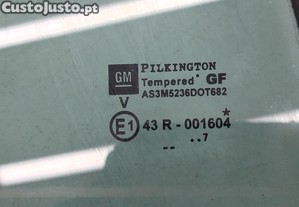 CustoJusto.pt
PILKINGTON
GM
Tempered GF
AS3M5236DOT682
V
E1 43 R - 001604
-- ..7